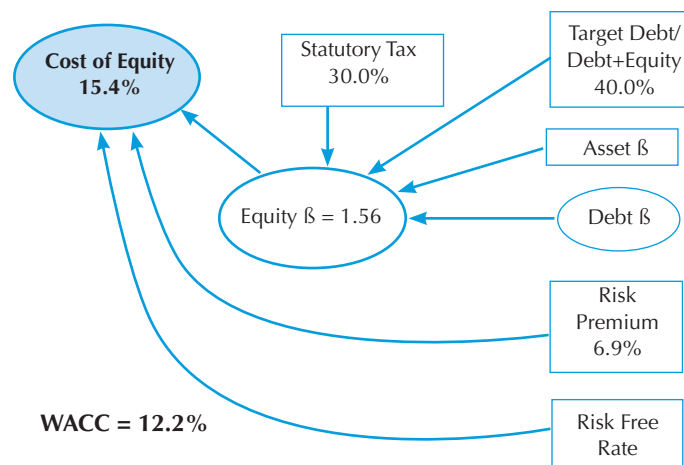 Cost of Equity
15.4%
Statutory Tax
30.0%
Target Debt/
Debt+Equity
40.0%
Asset ß
Equity ß = 1.56
Debt ß
Risk
Premium
6.9%
WACC = 12.2%
Risk Free
Rate